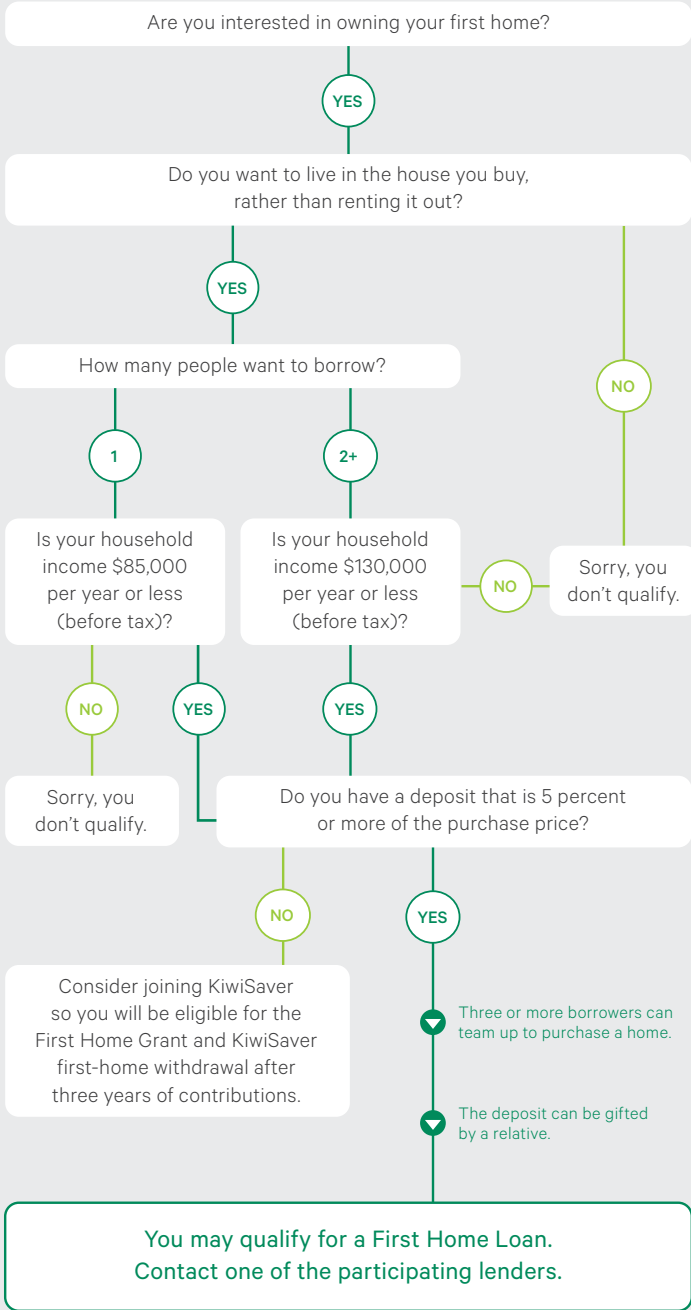 Are you interested in owning your first home?
YES
Do you want to live in the house you buy,
rather than renting it out?
YES
NO
How many people want to borrow?
1
2+
Is your household
income $85,000
per year or less
(before tax)?
Is your household
income $130,000
per year or less
(before tax)?
NO
Sorry, you
don't qualify.
NO
YES
YES
Sorry, you
don't qualify.
Do you have a deposit that is 5 percent
or more of the purchase price?
NO
YES
Consider joining KiwiSaver
so you will be eligible for the
First Home Grant and KiwiSaver
first-home withdrawal after
three years of contributions.
Three or more borrowers can
team up to purchase a home.
The deposit can be gifted
by a relative.
You may qualify for a First Home Loan.
Contact one of the participating lenders.